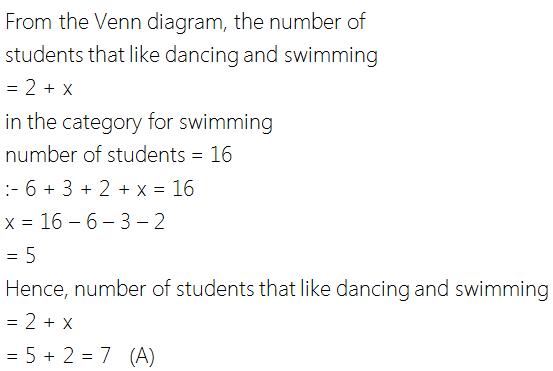 From the Venn diagram, the number of
students that like dancing and swimming
= 2 + x
in the category for swimming
number of students = 16
:- 6 + 3 + 2 + x = 16
x = 16 – 6 – 3 – 2
= 5
Hence, number of students that like dancing and swimming
= 2 + x
= 5 + 2 = 7 (A)